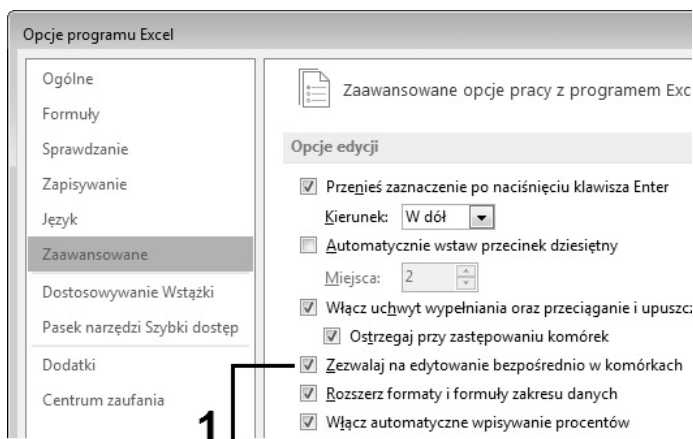 Opcje programu Excel
Ogólne
Formuły
Sprawdzanie
Zapisywanie
Język
Zaawansowane
Dostosowywanie Wstążki
Pasek narzędzi Szybki dostęp
Dodatki
Centrum zaufania
Zaawansowane opcje pracy z programem Exc
Opcje edycji
Przenieś zaznaczenie po naciśnięciu klawisza Enter
Kierunek: W dół
Automatycznie wstaw przecinek dziesiętny
Miejsca: 2
Włącz uchwyt wypełniania oraz przeciąganie i upuszcz
Ostrzegaj przy zastępowaniu komórek
Zezwalaj na edytowanie bezpośrednio w komórkach
Rozszerz formaty i formuły zakresu danych
Włącz automatyczne wpisywanie procentów
1